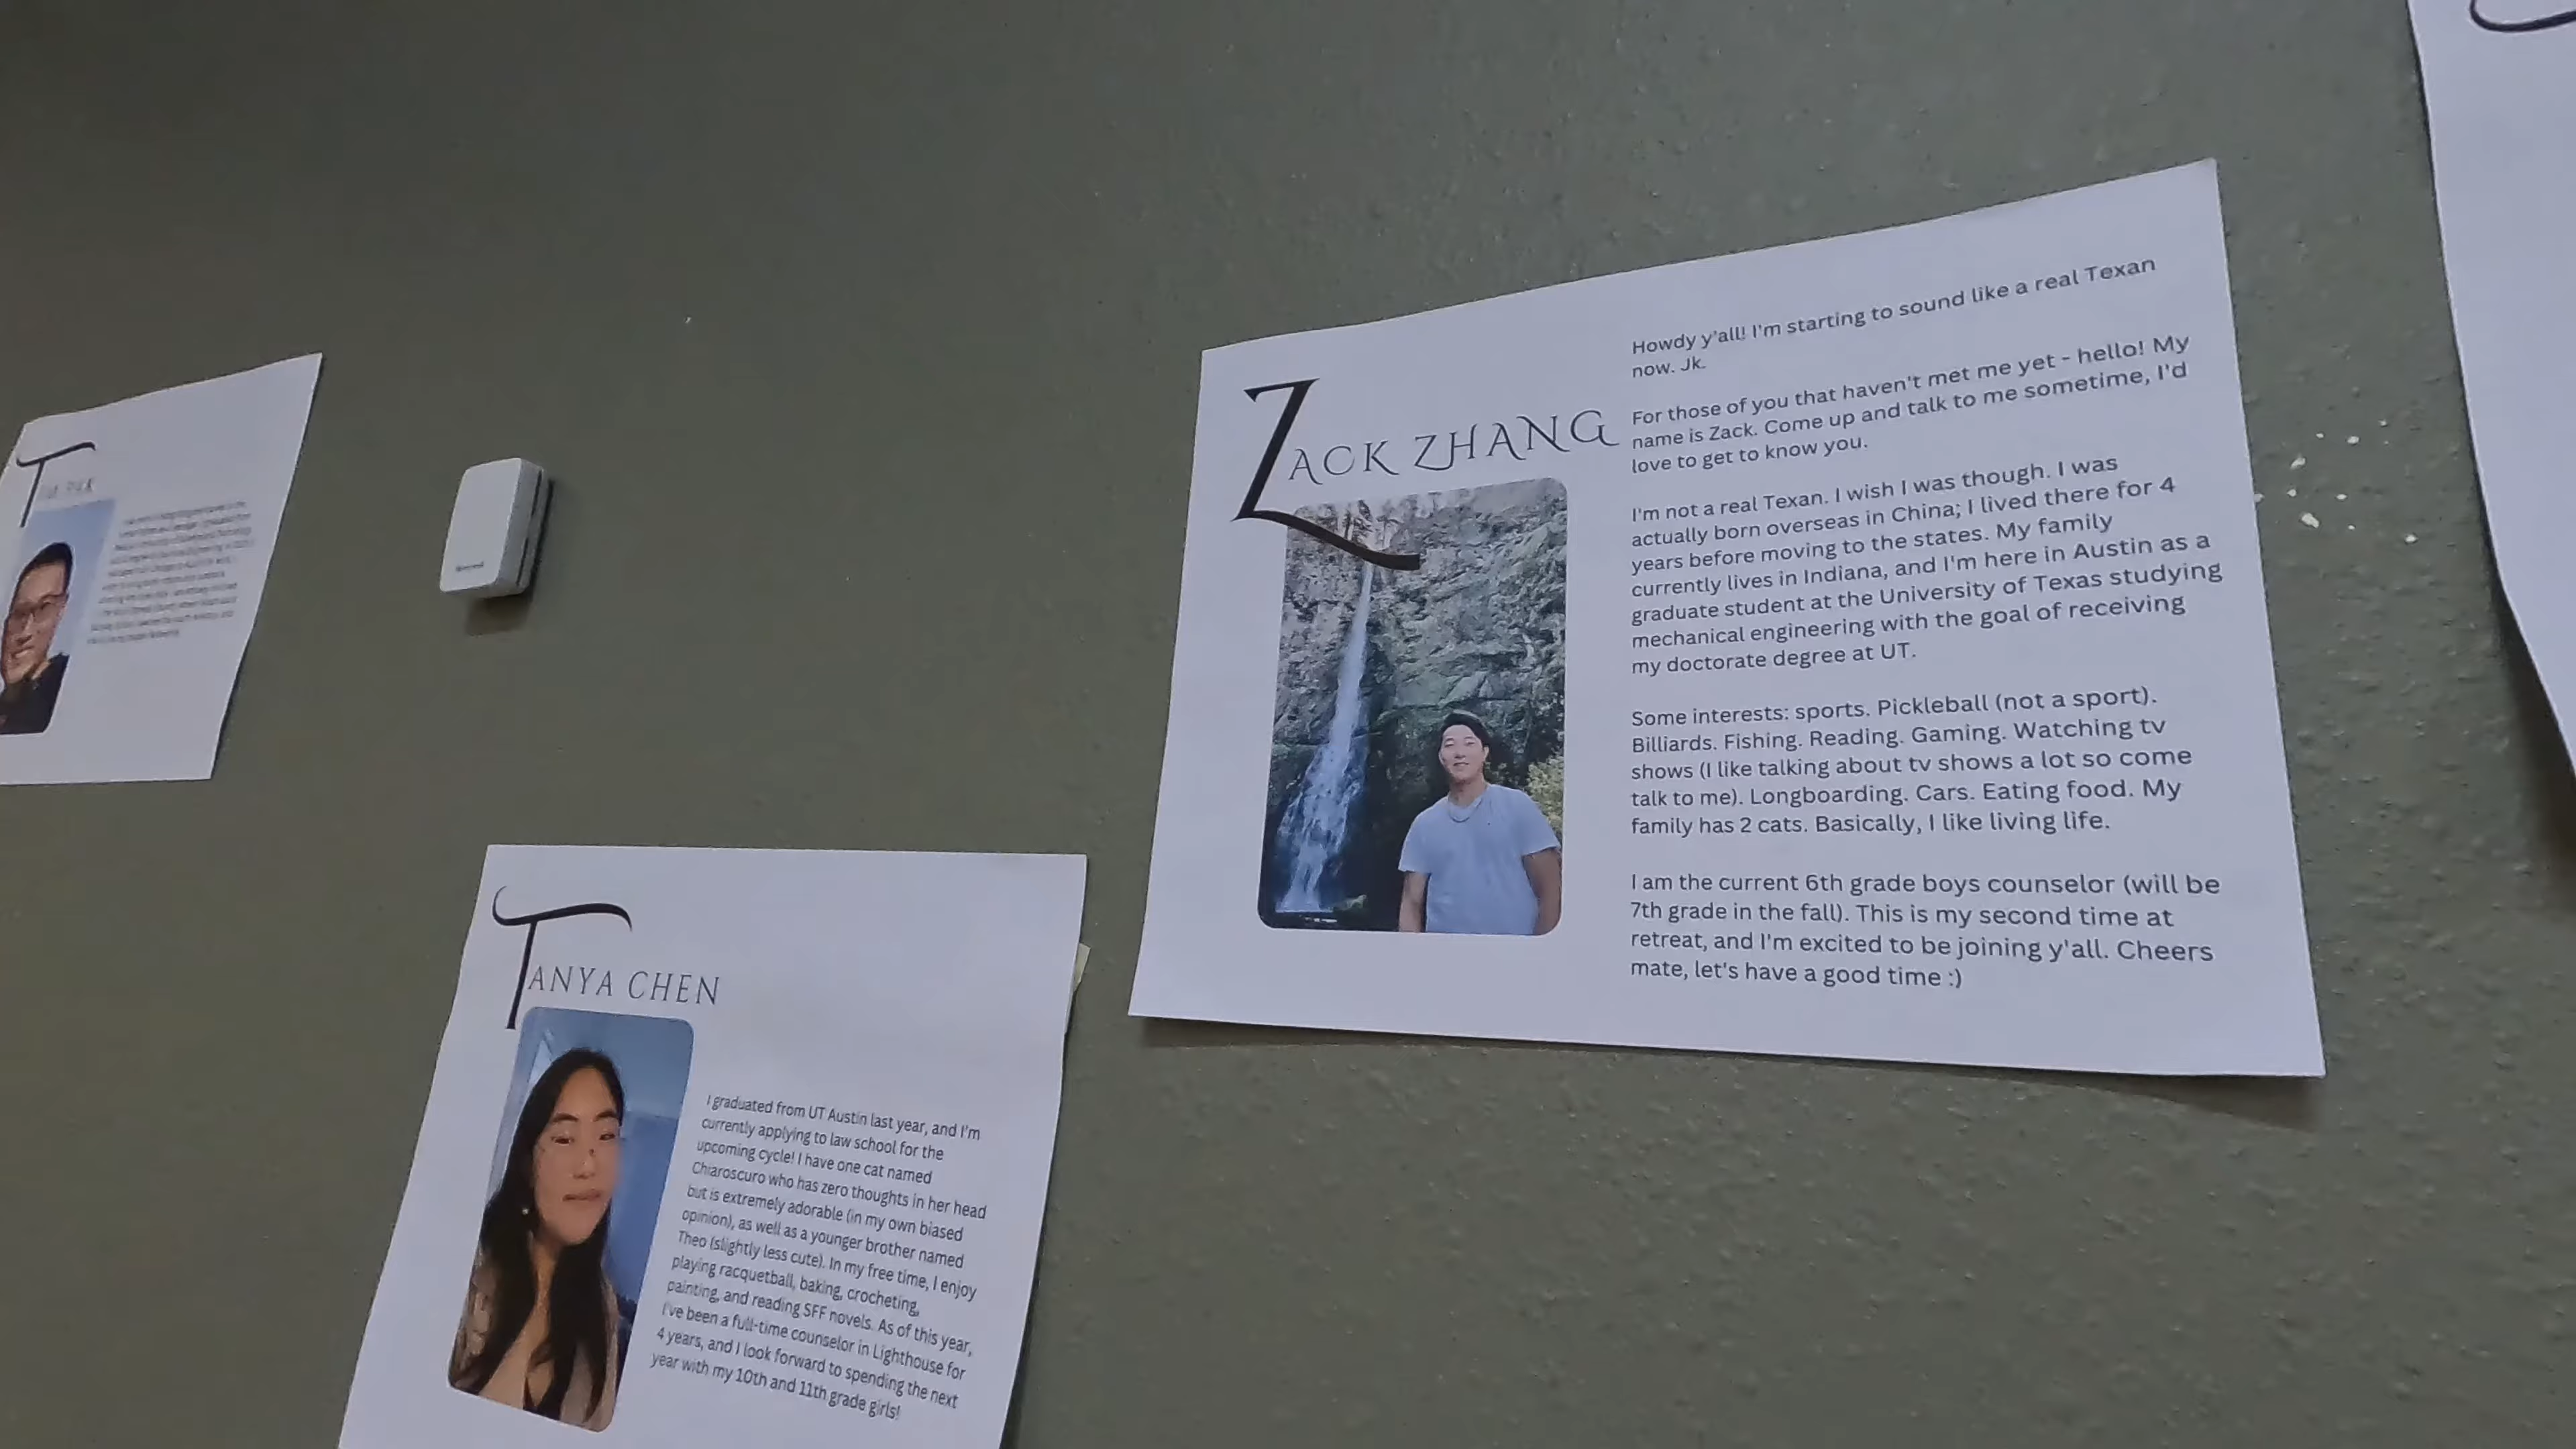 ZACK ZHANG
Howdy y'all! I'm starting to sound like a real Texan
now. Jk.
For those of you that haven't met me yet - hello! My
name is Zack. Come up and talk to me sometime, I'd
love to get to know you.
I'm not a real Texan. I wish I was though. I was
actually born overseas in China; I lived there for 4
years before moving to the states. My family
currently lives in Indiana, and I'm here in Austin as a
graduate student at the University of Texas studying
mechanical engineering with the goal of receiving
my doctorate degree at UT.
Some interests: sports. Pickleball (not a sport).
Billiards. Fishing. Reading. Gaming. Watching tv
shows (I like talking about tv shows a lot so come
talk to me). Longboarding. Cars. Eating food. My
family has 2 cats. Basically, I like living life.
I am the current 6th grade boys counselor (will be
7th grade in the fall). This is my second time at
retreat, and I'm excited to be joining y'all. Cheers
mate, let's have a good time :)
TANYA CHEN
I graduated from UT Austin last year, and I'm
currently applying to law school for the
upcoming cycle! I have one cat named
Chiaroscuro who has zero thoughts in her head
but is extremely adorable (in my own biased
opinion), as well as a younger brother named
Theo (slightly less cute). In my free time, I enjoy
playing racquetball, baking, crocheting,
painting, and reading SFF novels. As of this year,
I've been a full-time counselor in Lighthouse for
4 years, and I look forward to spending the next
year with my 10th and 11th grade girls!